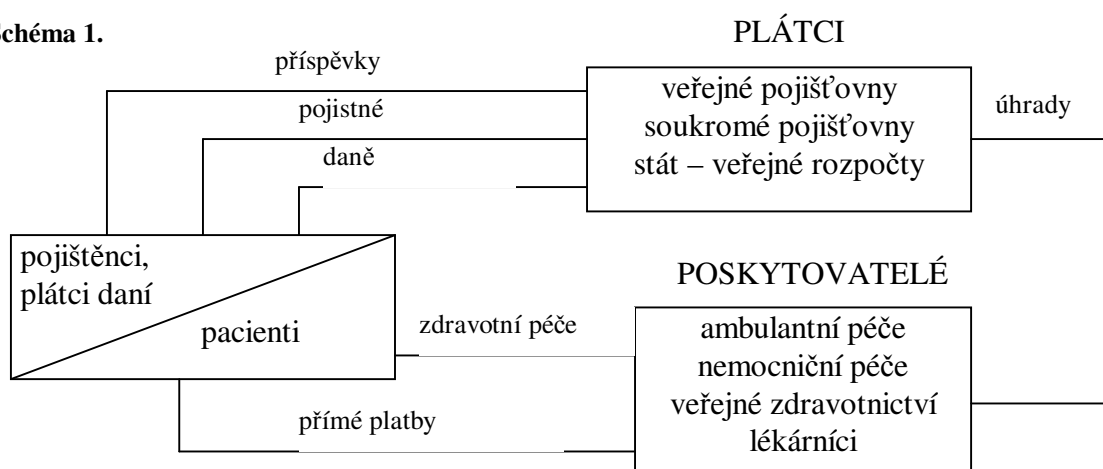 Schéma 1.
PLÁTCI
příspěvky
pojistné
daně
veřejné pojišťovny
soukromé pojišťovny
stát – veřejné rozpočty
úhrady
pojištěnci,
plátci daní
pacienti
zdravotní péče
přímé platby
POSKYTOVATELÉ
ambulantní péče
nemocniční péče
veřejné zdravotnictví
lékárníci